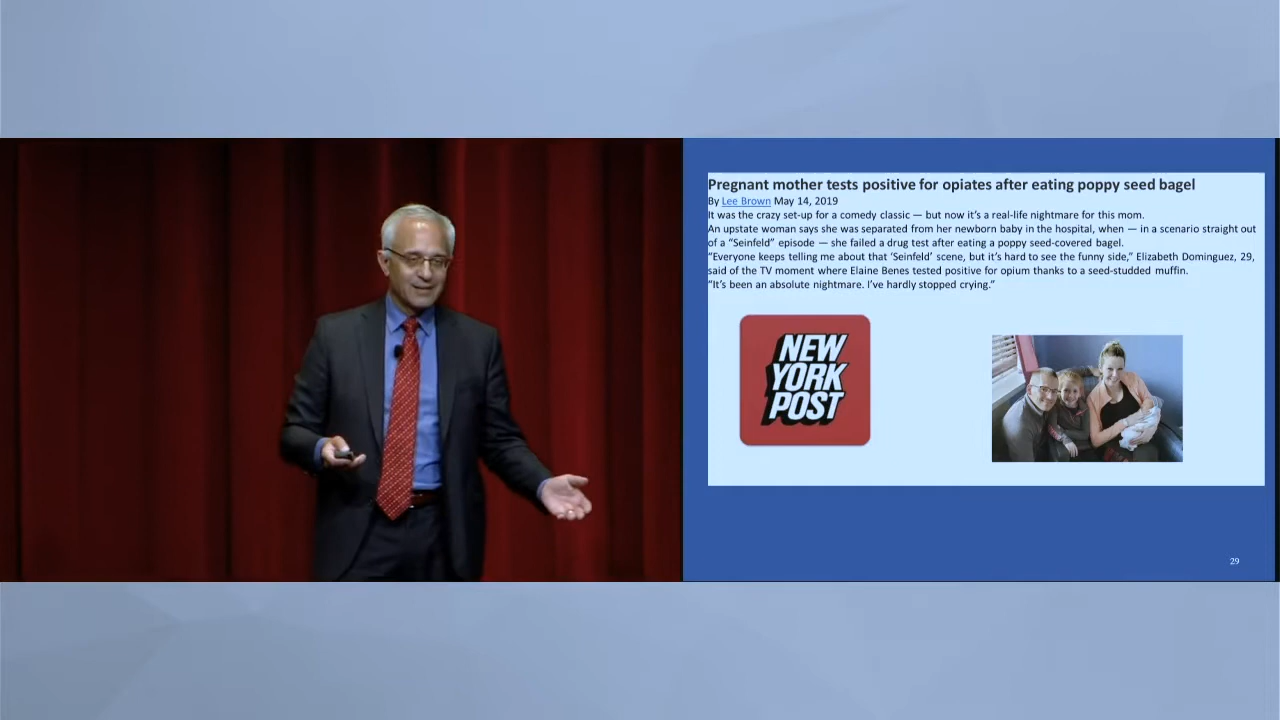 Pregnant mother tests positive for opiates after eating poppy seed bagel
By Lee Brown May 14, 2019
It was the crazy set-up for a comedy classic — but now it's a real-life nightmare for this mom.
An upstate woman says she was separated from her newborn baby in the hospital, when — in a scenario straight out
of a “Seinfeld” episode — she failed a drug test after eating a poppy seed-covered bagel.
“Everyone keeps telling me about that ‘Seinfeld’ scene, but it's hard to see the funny side,” Elizabeth Dominguez, 29,
said of the TV moment where Elaine Benes tested positive for opium thanks to a seed-studded muffin.
“It's been an absolute nightmare. I've hardly stopped crying.”
NEW
YORK
POST
29